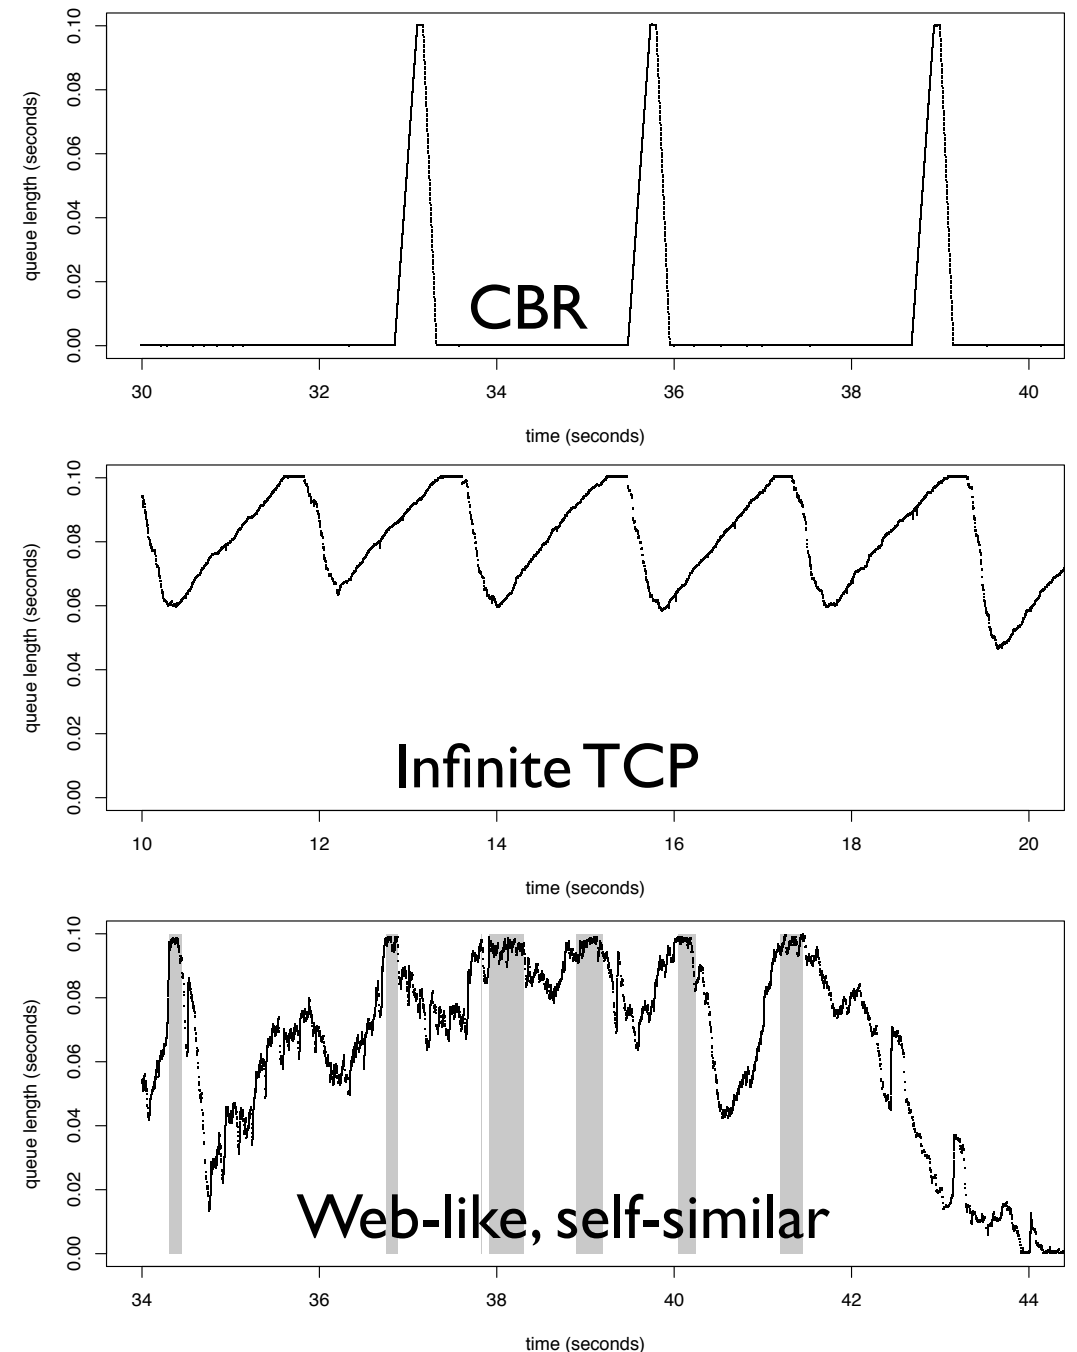 queue length (seconds)
0.10
0.08
0.06
0.04
0.02
0.00
CBR
30 32 34 36 38 40
time (seconds)
queue length (seconds)
0.10
0.08
0.06
0.04
0.02
0.00
Infinite TCP
10 12 14 16 18 20
time (seconds)
queue length (seconds)
0.10
0.08
0.06
0.04
0.02
0.00
Web-like, self-similar
34 36 38 40 42 44
time (seconds)